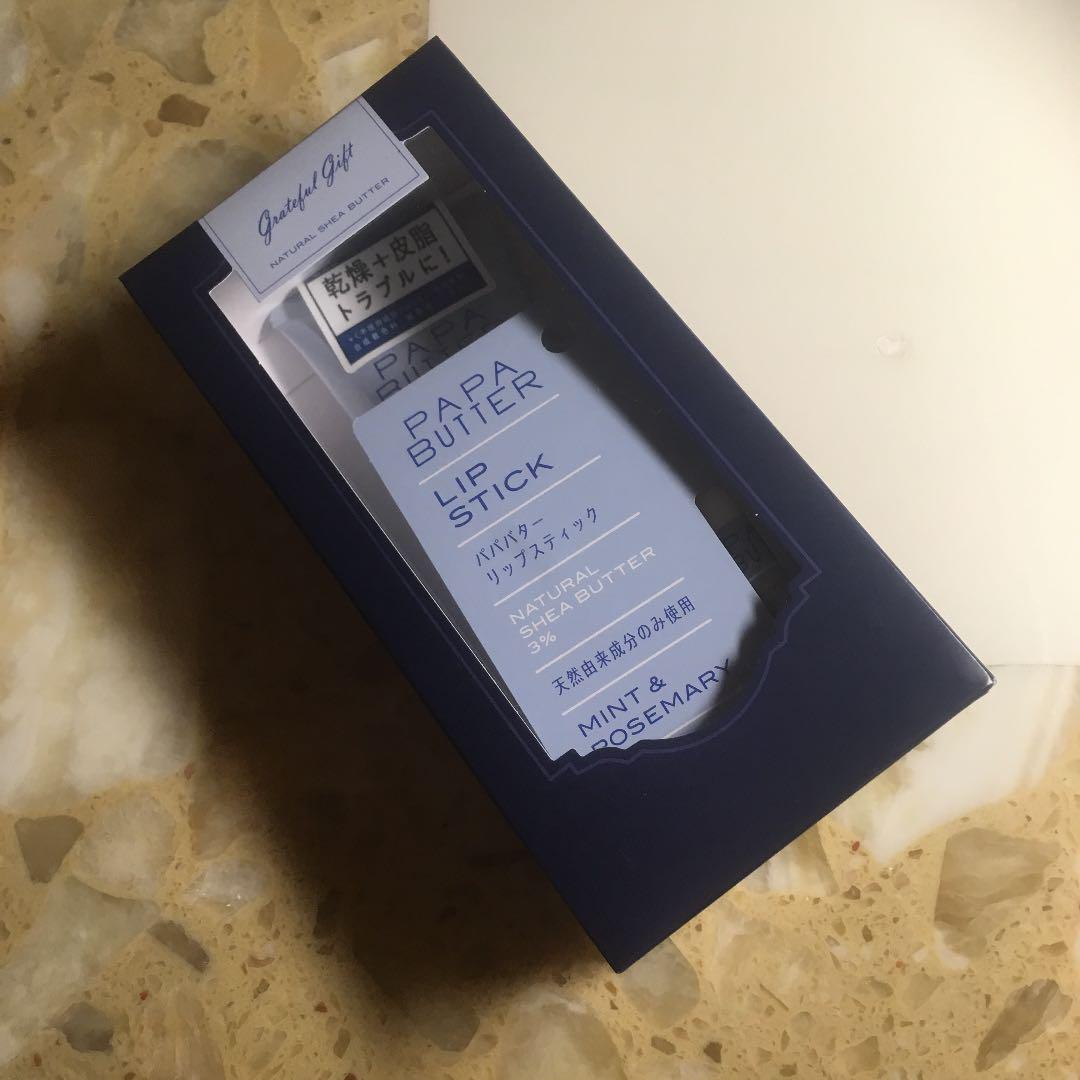 Grateful Gift
NATURAL SHEA BUTTER
乾燥+皮脂
トラブルに!
PAPA
BUTTER
PAPA
BUTTER
LIP
STICK
パパバター
リップスティック
NATURAL
SHEA BUTTER
3%
天然由来成分のみ使用
MINT &
ROSEMARY